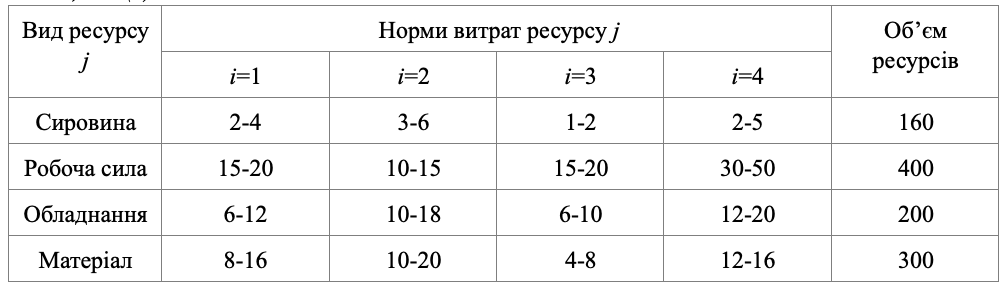 Вид ресурсу j Норми витрат ресурсу j Об’єм ресурсів
i=1 i=2 i=3 i=4
Сировина 2-4 3-6 1-2 2-5 160
Робоча сила 15-20 10-15 15-20 30-50 400
Обладнання 6-12 10-18 6-10 12-20 200
Матеріал 8-16 10-20 4-8 12-16 300